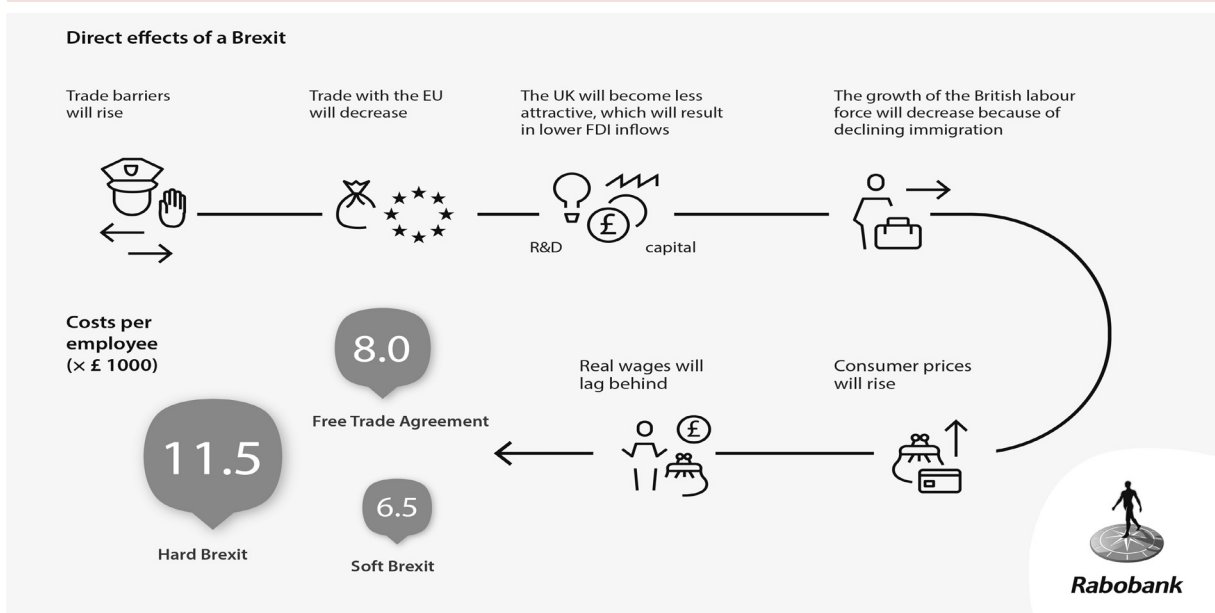 Direct effects of a Brexit
Trade barriers
will rise
Trade with the EU
will decrease
The UK will become less
attractive, which will result
in lower FDI inflows
The growth of the British labour
force will decrease because of
declining immigration
£
R&D
capital
Costs per
employee
(x £ 1000)
8.0
Free Trade Agreement
11.5
Hard Brexit
6.5
Soft Brexit
Real wages will
lag behind
£
Consumer prices
will rise
Rabobank